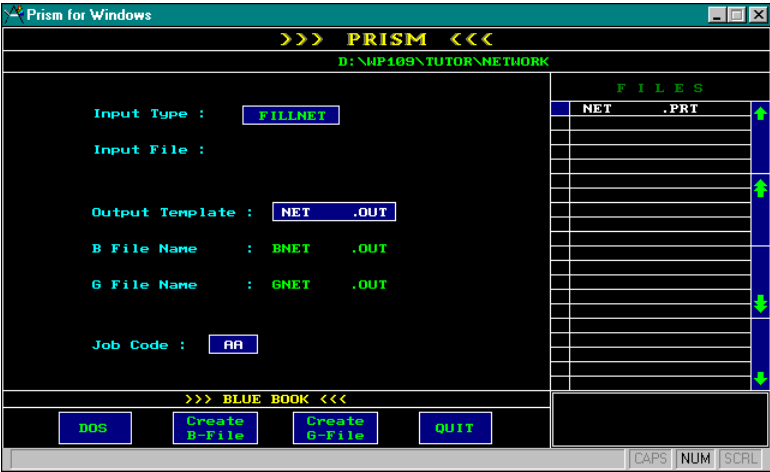 Prism for Windows
>>> PRISM <<<
D:\WP109\TUTOR\NETWORK
F I L E S
NET .PRT
Input Type : FILLNET
Input File :
Output Template : NET .OUT
B File Name : BNET .OUT
G File Name : GNET .OUT
Job Code : AA
>>> BLUE BOOK <<<
DOS
Create
B-File
Create
G-File
QUIT
CAPS NUM SCRL